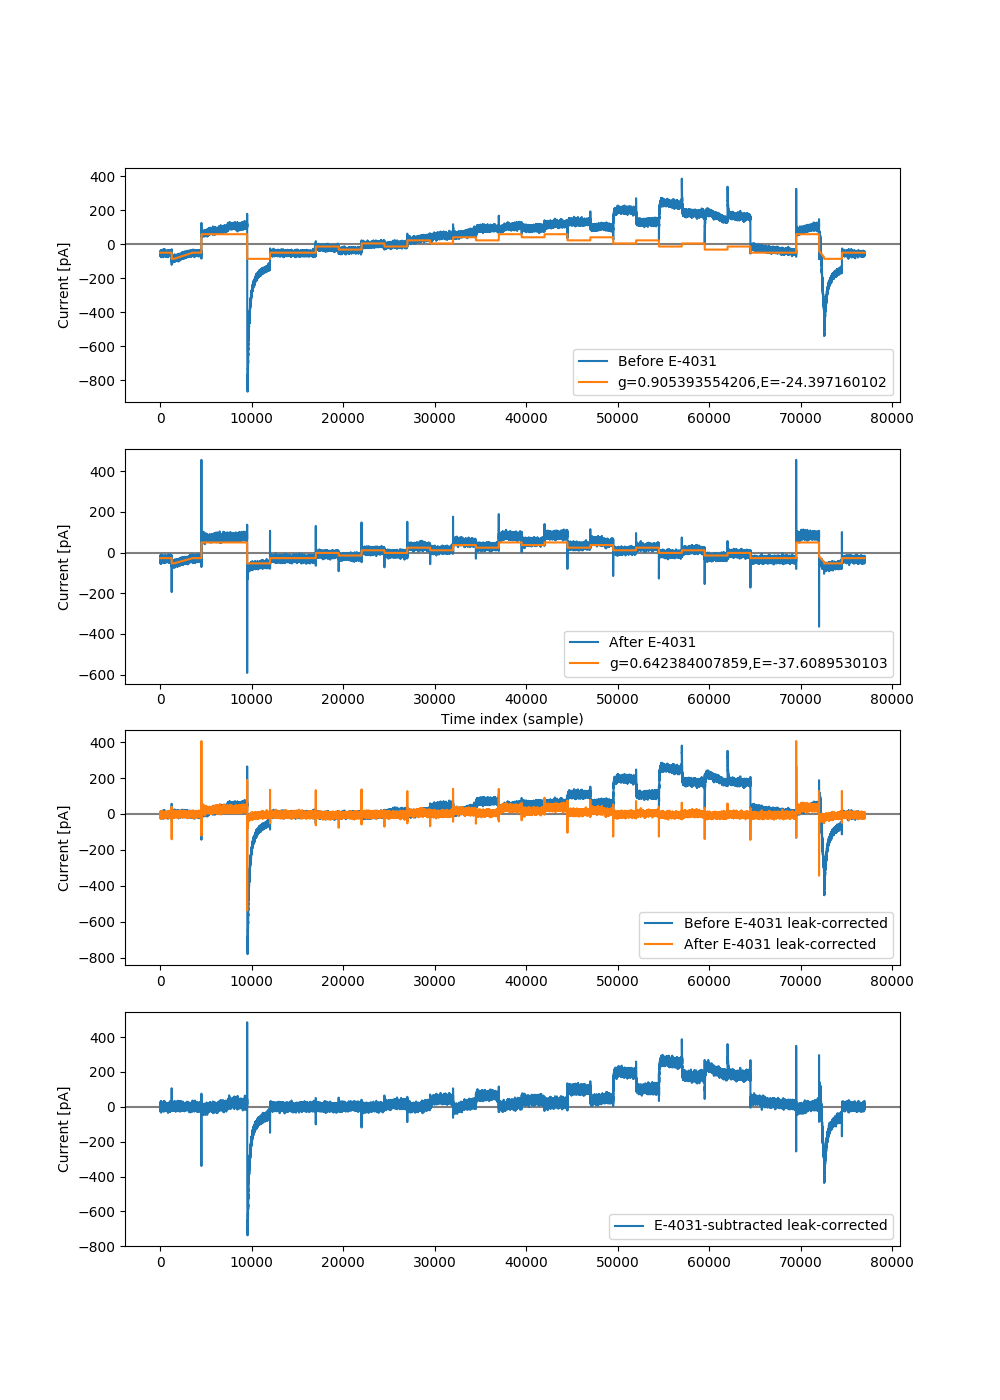 400
200
0
−200
−400
−600
−800
Current [pA]
Before E-4031
g=0.905393554206,E=-24.397160102
0 10000 20000 30000 40000 50000 60000 70000 80000
400
200
0
−200
−400
−600
Current [pA]
After E-4031
g=0.642384007859,E=-37.6089530103
0 10000 20000 30000 40000 50000 60000 70000 80000
Time index (sample)
400
200
0
−200
−400
−600
−800
Current [pA]
Before E-4031 leak-corrected
After E-4031 leak-corrected
0 10000 20000 30000 40000 50000 60000 70000 80000
400
200
0
−200
−400
−600
−800
Current [pA]
E-4031-subtracted leak-corrected
0 10000 20000 30000 40000 50000 60000 70000 80000